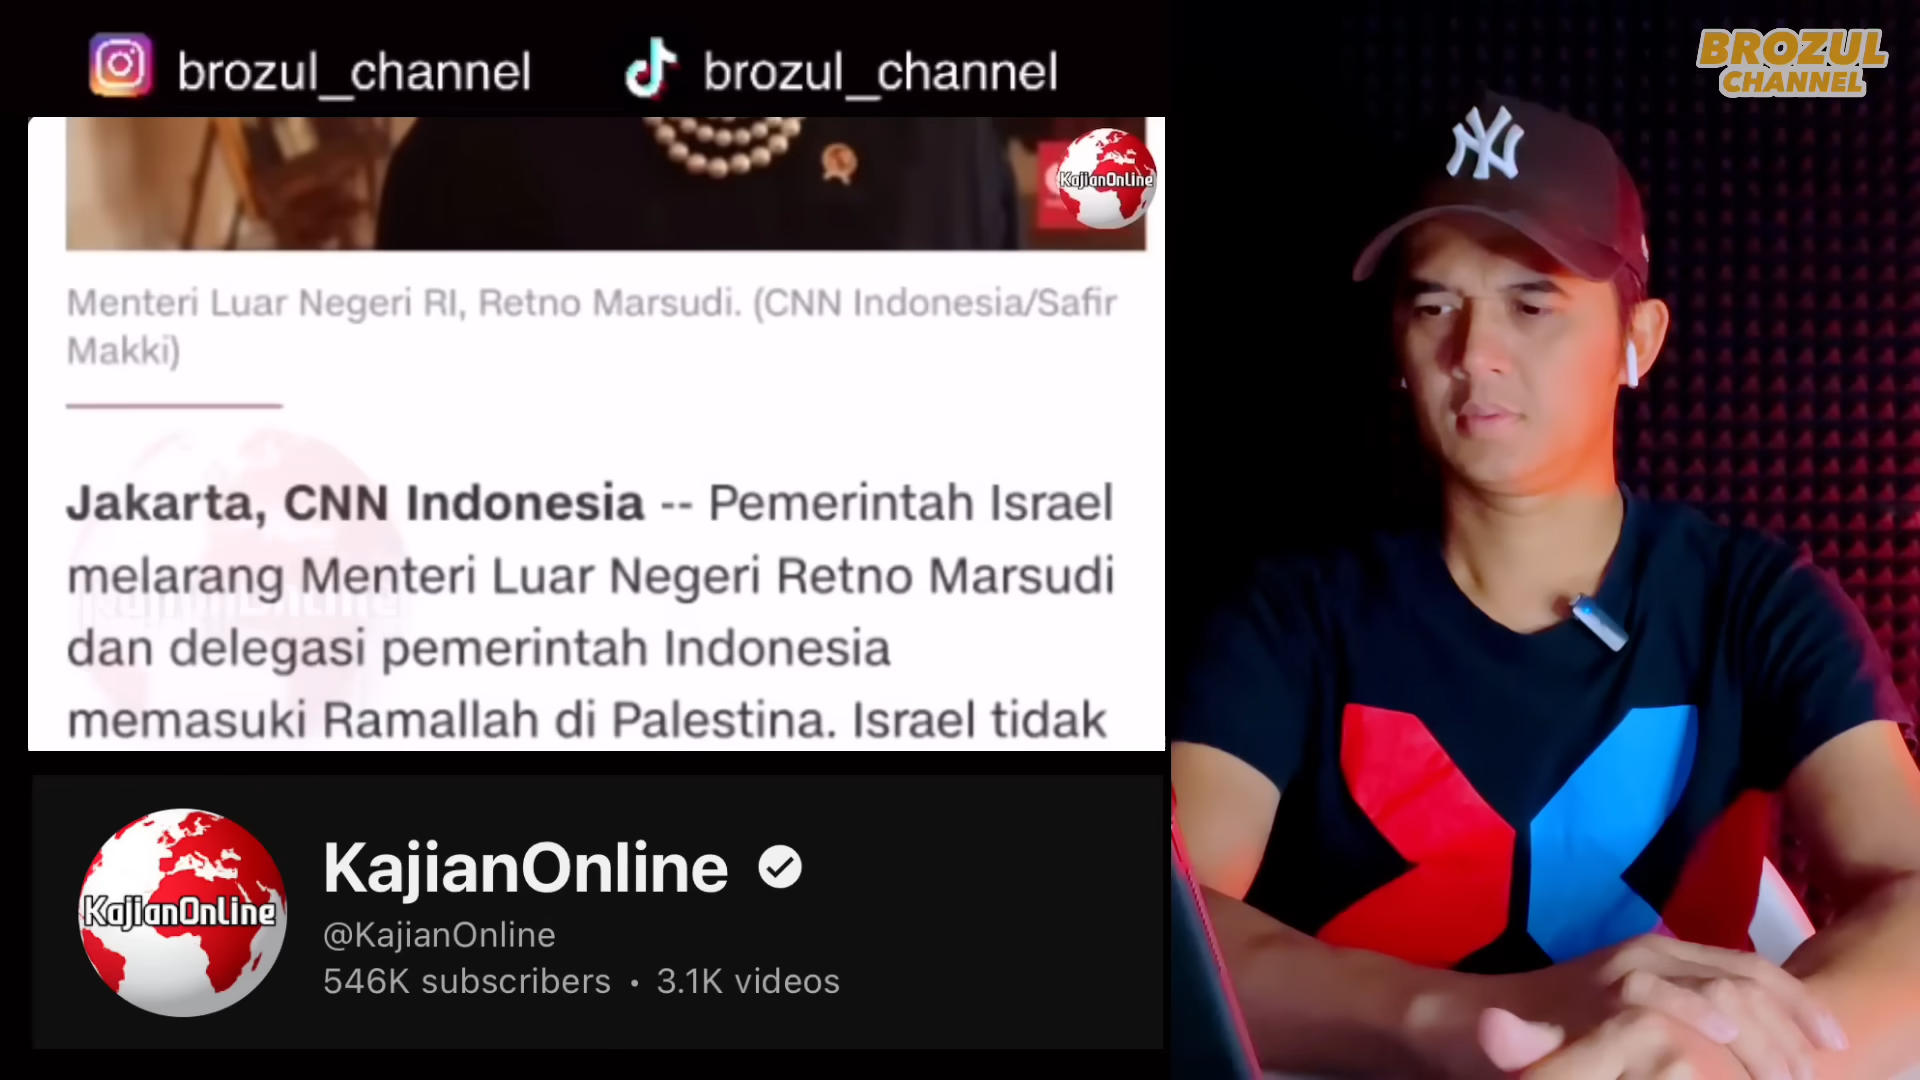 brozul_channel
brozul_channel
BROZUL
CHANNEL
NY
KajianOnLine
Menteri Luar Negeri RI, Retno Marsudi. (CNN Indonesia/Safir
Makki)
Jakarta, CNN Indonesia -- Pemerintah Israel
melarang Menteri Luar Negeri Retno Marsudi
dan delegasi pemerintah Indonesia
memasuki Ramallah di Palestina. Israel tidak
KajianOnLine
KajianOnline
@KajianOnline
546K subscribers • 3.1K videos